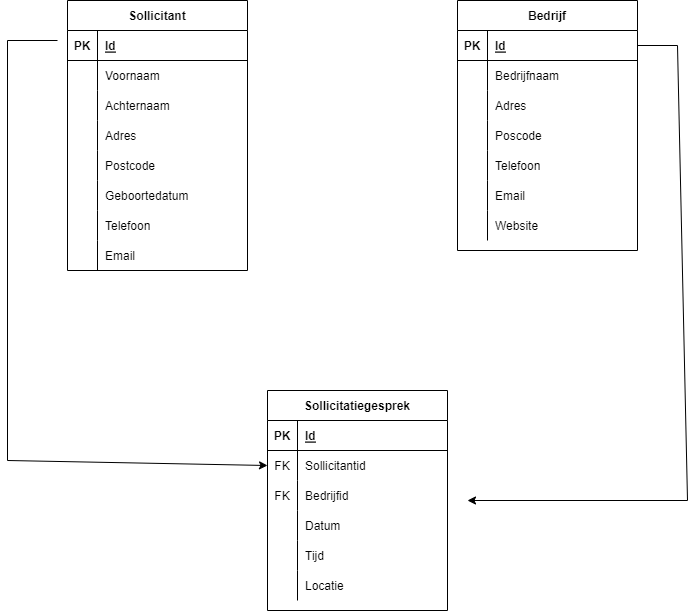 Sollicitant
PK Id
Voornaam
Achternaam
Adres
Postcode
Geboortedatum
Telefoon
Email
Bedrijf
PK Id
Bedrijfnaam
Adres
Poscode
Telefoon
Email
Website
Sollicitatiegesprek
PK Id
FK Sollicitantid
FK Bedrijfid
Datum
Tijd
Locatie